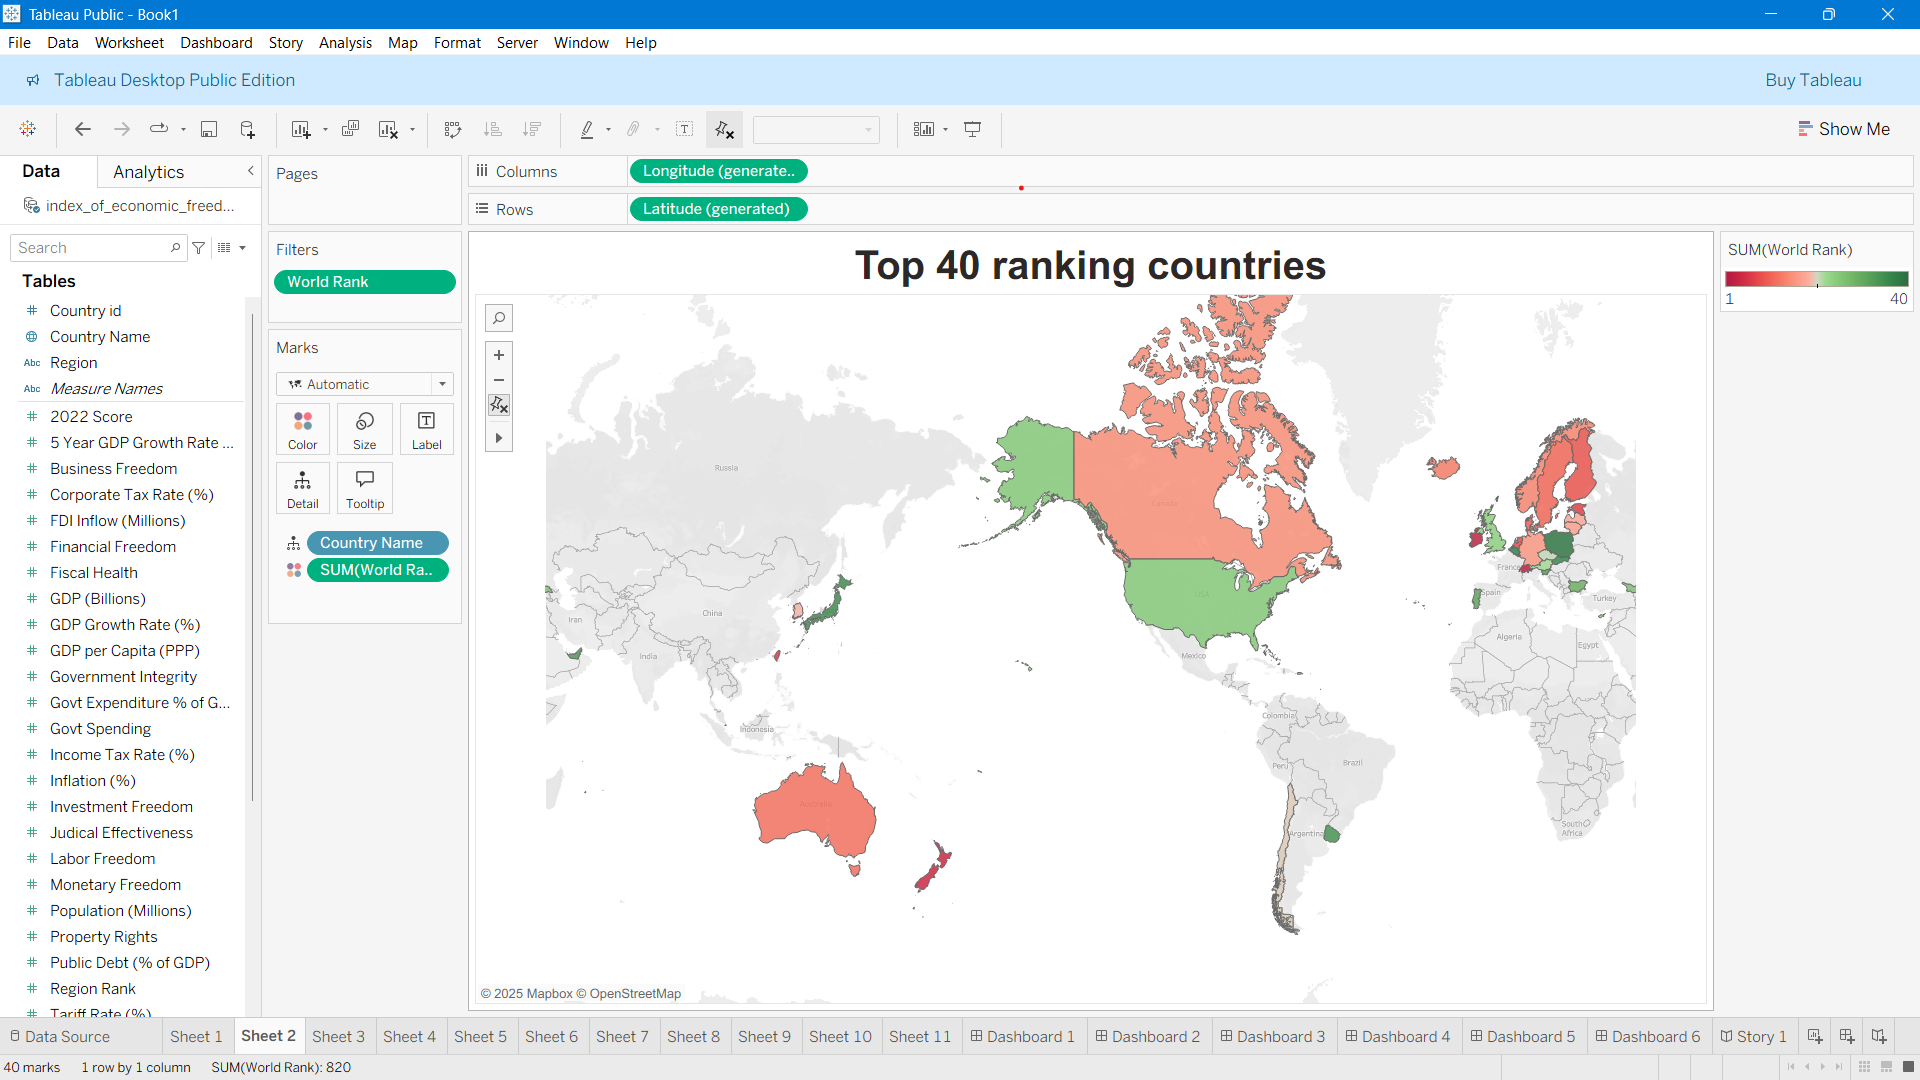 Tableau Public - Book1
File Data Worksheet Dashboard Story Analysis Map Format Server Window Help
Tableau Desktop Public Edition
Buy Tableau
Show Me
Data
Analytics
index_of_economic_freed...
Search
Tables
Country id
Country Name
Abc Region
Abc Measure Names
2022 Score
5 Year GDP Growth Rate ...
Business Freedom
Corporate Tax Rate (%)
FDI Inflow (Millions)
Financial Freedom
Fiscal Health
GDP (Billions)
GDP Growth Rate (%)
GDP per Capita (PPP)
Government Integrity
Govt Expenditure % of G...
Govt Spending
Income Tax Rate (%)
Inflation (%)
Investment Freedom
Judical Effectiveness
Labor Freedom
Monetary Freedom
Population (Millions)
Property Rights
Public Debt (% of GDP)
Region Rank
Tariff Rate (%)
Pages
Filters
World Rank
Marks
Automatic
Color
Size
Label
Detail
Tooltip
Country Name
SUM(World Ra..
Columns
Longitude (generate..
Rows
Latitude (generated)
Top 40 ranking countries
Russia
Canada
USA
China
Iran
India
Mexico
Indonesia
Australia
Colombia
Peru
Brazil
Argentina
France
Spain
Turkey
Algeria
Egypt
South
Africa
© 2025 Mapbox © OpenStreetMap
SUM(World Rank)
1
40
Data Source
Sheet 1
Sheet 2
Sheet 3
Sheet 4
Sheet 5
Sheet 6
Sheet 7
Sheet 8
Sheet 9
Sheet 10
Sheet 11
Dashboard 1
Dashboard 2
Dashboard 3
Dashboard 4
Dashboard 5
Dashboard 6
Story 1
40 marks
1 row by 1 column
SUM(World Rank): 820